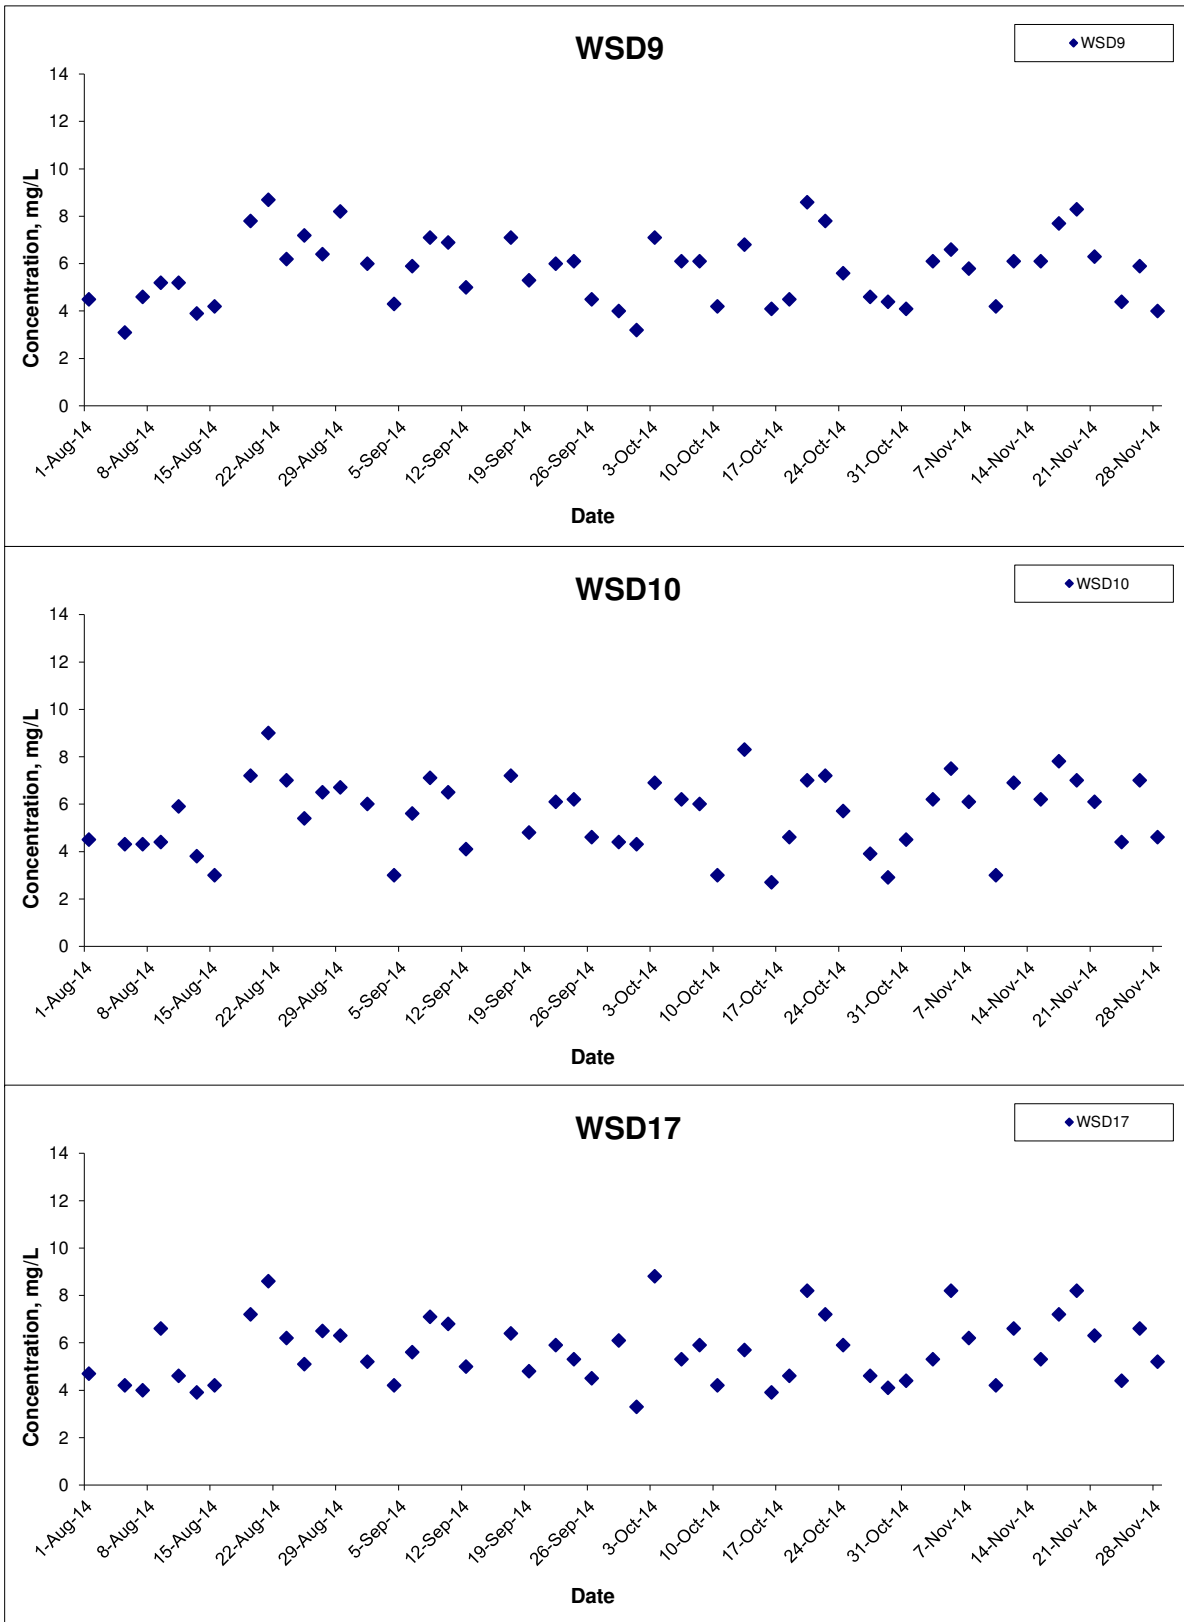 WSD9
WSD9
14
12
10
8
6
4
2
0
Concentration, mg/L
1-Aug-14
8-Aug-14
15-Aug-14
22-Aug-14
29-Aug-14
5-Sep-14
12-Sep-14
19-Sep-14
26-Sep-14
3-Oct-14
10-Oct-14
17-Oct-14
24-Oct-14
31-Oct-14
7-Nov-14
14-Nov-14
21-Nov-14
28-Nov-14
Date
WSD10
WSD10
14
12
10
8
6
4
2
0
Concentration, mg/L
1-Aug-14
8-Aug-14
15-Aug-14
22-Aug-14
29-Aug-14
5-Sep-14
12-Sep-14
19-Sep-14
26-Sep-14
3-Oct-14
10-Oct-14
17-Oct-14
24-Oct-14
31-Oct-14
7-Nov-14
14-Nov-14
21-Nov-14
28-Nov-14
Date
WSD17
WSD17
14
12
10
8
6
4
2
0
Concentration, mg/L
1-Aug-14
8-Aug-14
15-Aug-14
22-Aug-14
29-Aug-14
5-Sep-14
12-Sep-14
19-Sep-14
26-Sep-14
3-Oct-14
10-Oct-14
17-Oct-14
24-Oct-14
31-Oct-14
7-Nov-14
14-Nov-14
21-Nov-14
28-Nov-14
Date